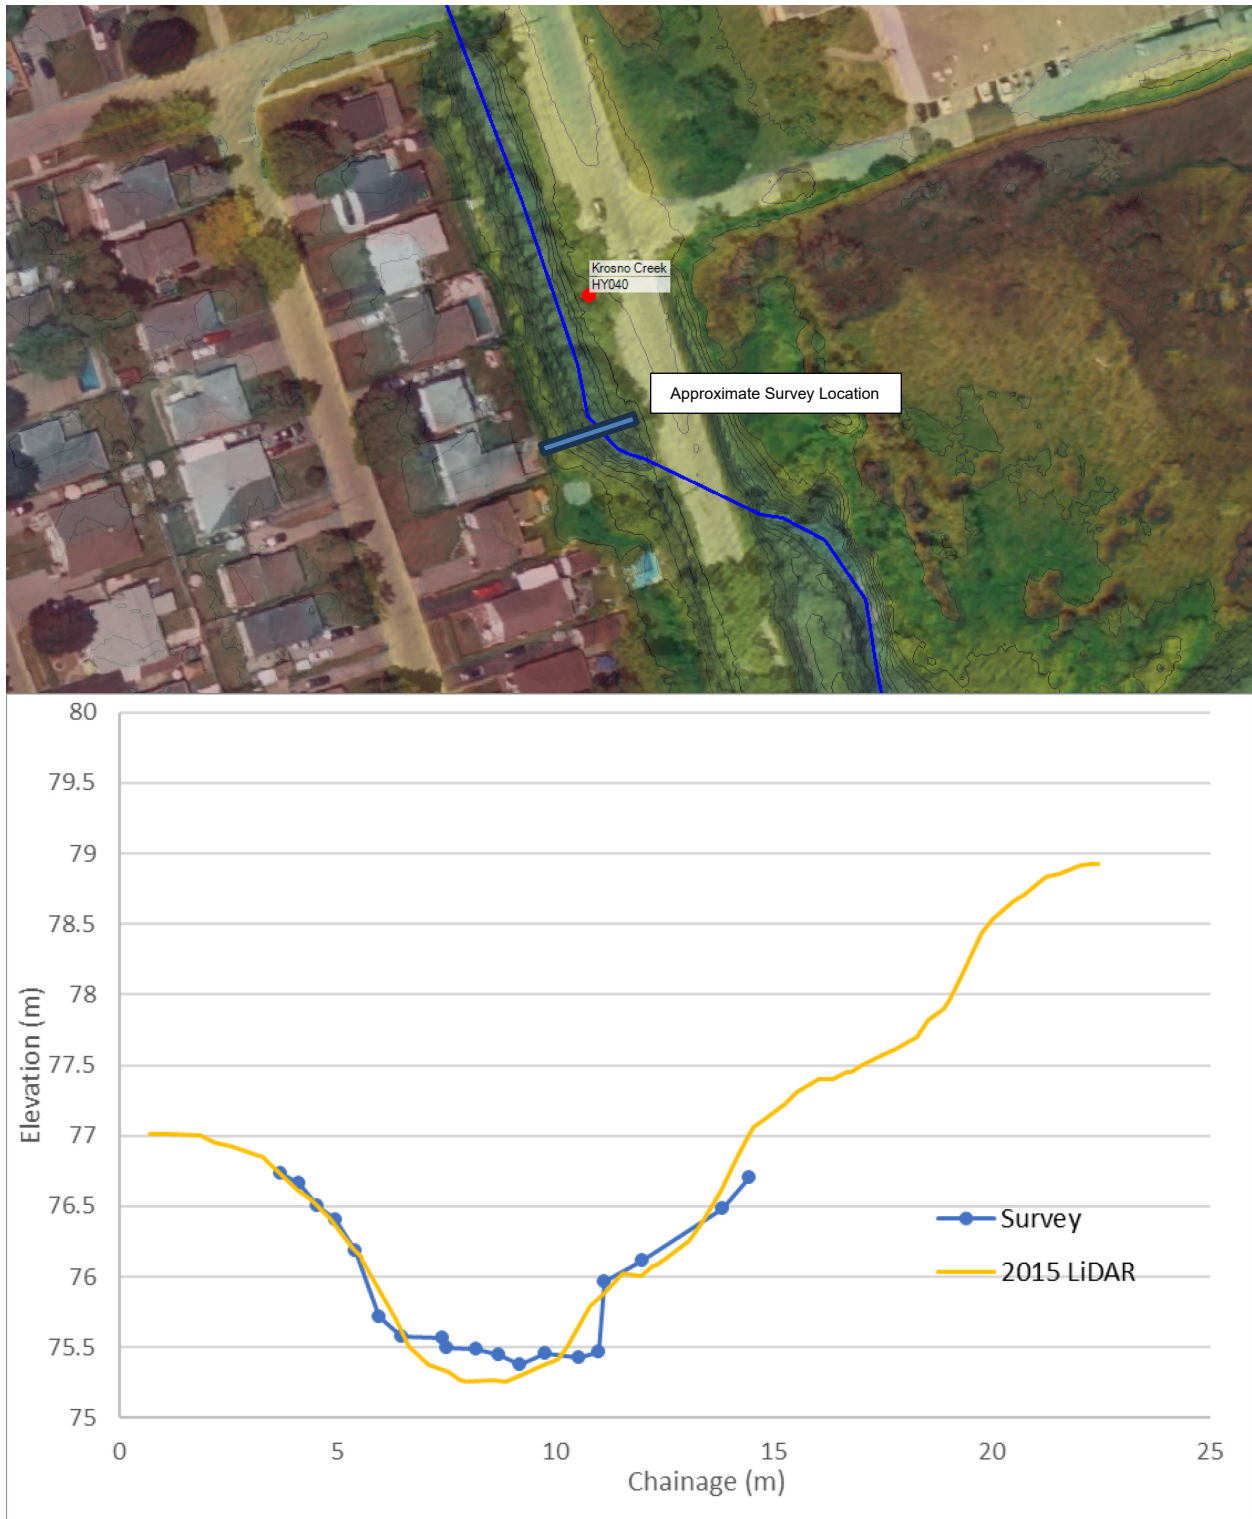 Krosno Creek
HY040
Approximate Survey Location
80
79.5
79
78.5
78
77.5
77
76.5
76
75.5
75
Elevation (m)
Survey
2015 LiDAR
0 5 10 15 20 25
Chainage (m)